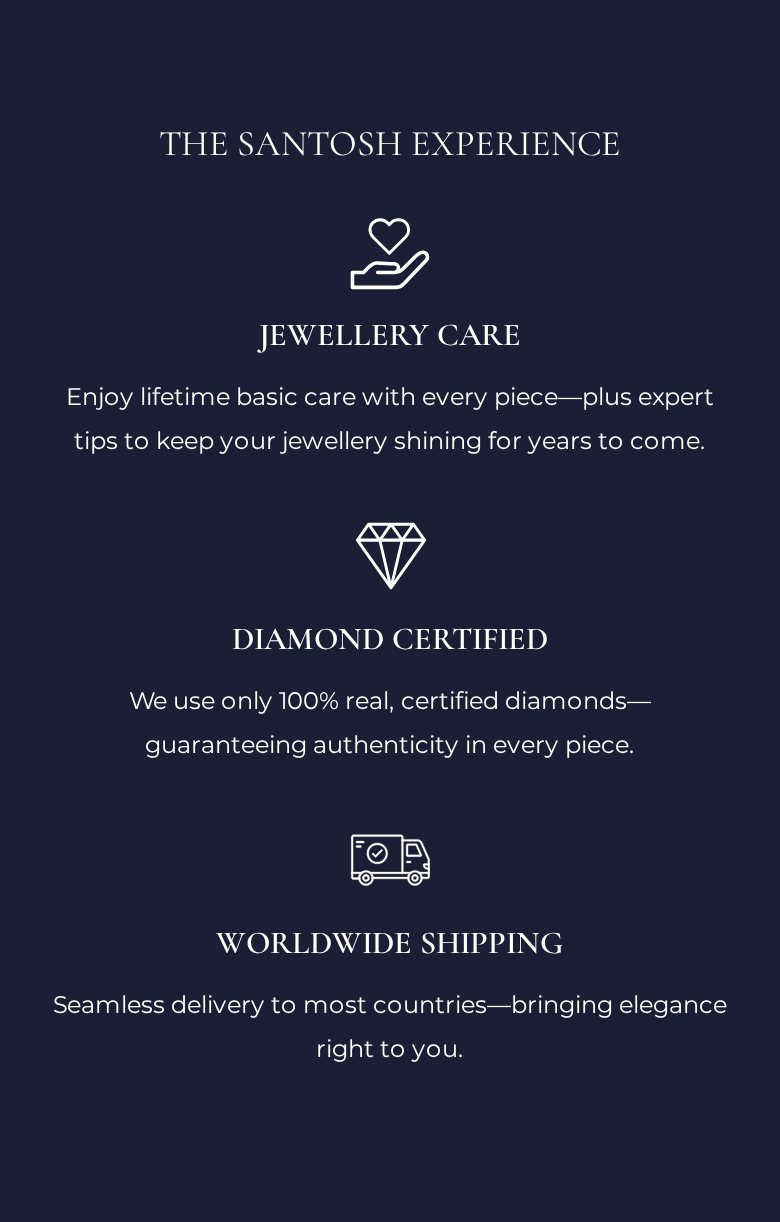 THE SANTOSH EXPERIENCE
JEWELLERY CARE
Enjoy lifetime basic care with every piece—plus expert
tips to keep your jewellery shining for years to come.
DIAMOND CERTIFIED
We use only 100% real, certified diamonds—
guaranteeing authenticity in every piece.
WORLDWIDE SHIPPING
Seamless delivery to most countries—bringing elegance
right to you.